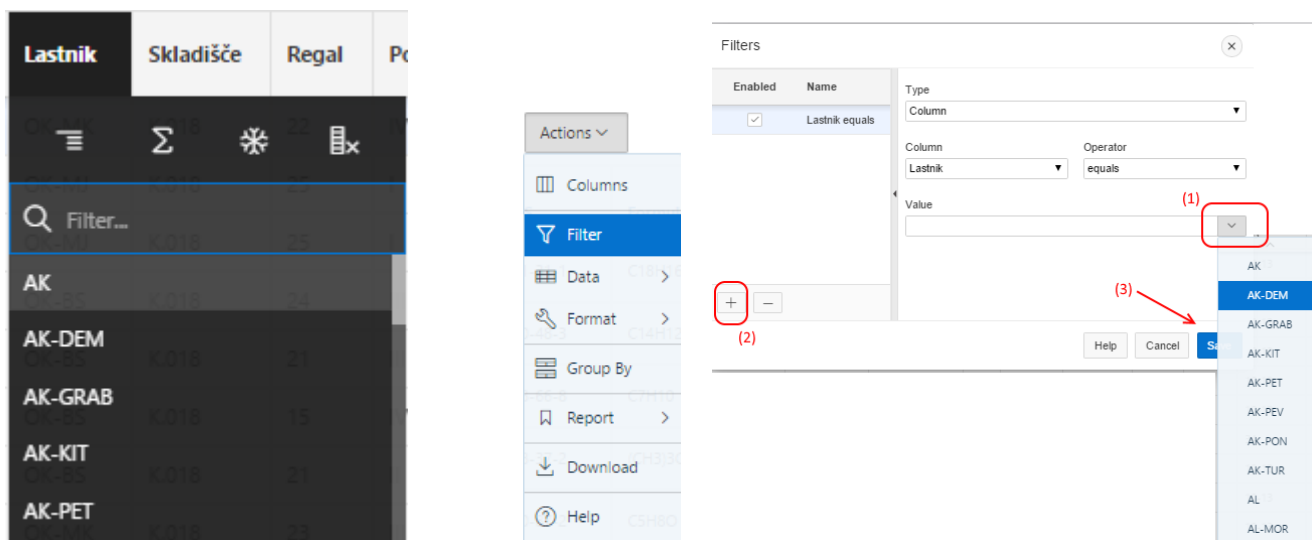 Lastnik Skladišče Regal
Filter...
AK
AK-DEM
AK-GRAB
AK-KIT
AK-PET
Actions
Columns
Filter
Data
Format
Group By
Report
Download
Help
Filters
Enabled Name
Lastnik equals
Type
Column
Column Operator
Lastnik equals
Value
(1)
(2)
(3)
Help Cancel
AK
AK-DEM
AK-GRAB
AK-KIT
AK-PET
AK-PEV
AK-PON
AK-TUR
AL
AL-MOR